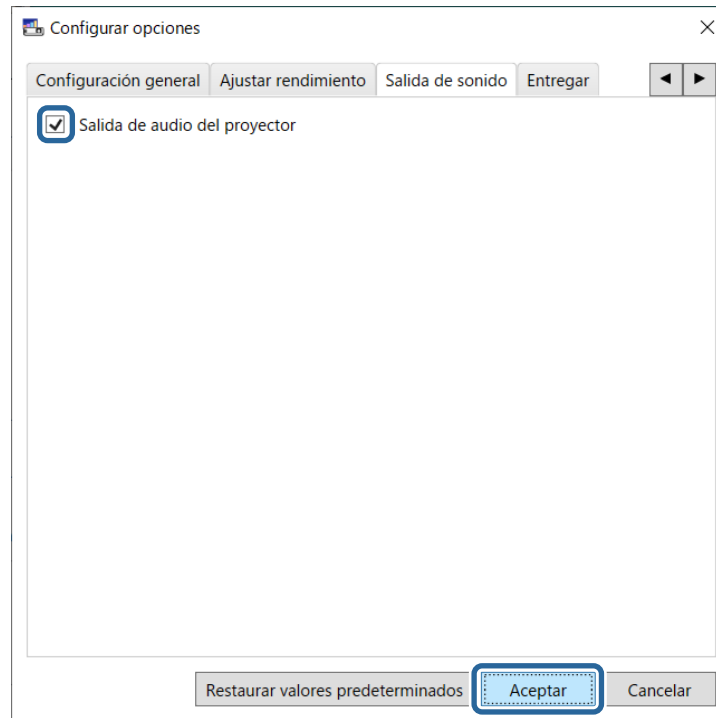 Configurar opciones
Configuración general Ajustar rendimiento Salida de sonido Entregar
Salida de audio del proyector
Restaurar valores predeterminados Aceptar Cancelar